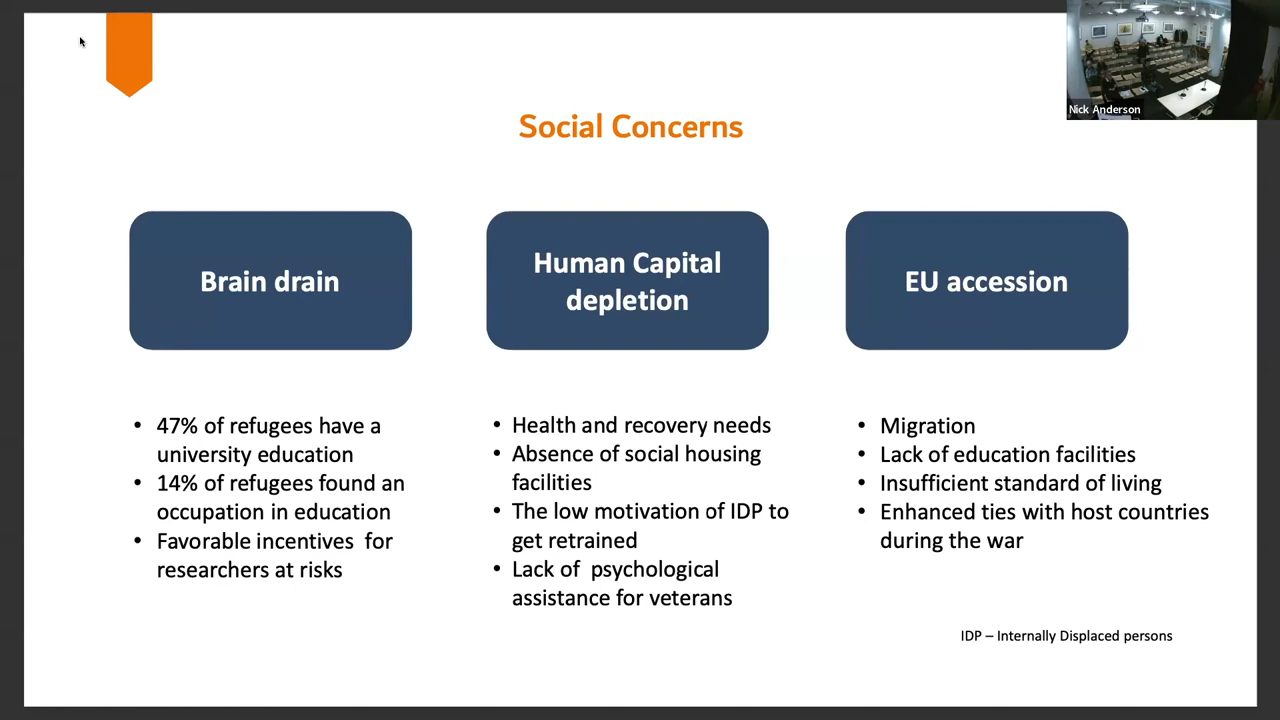 Nick Anderson
Social Concerns
Brain drain
47% of refugees have a
university education
14% of refugees found an
occupation in education
Favorable incentives for
researchers at risks
Human Capital
depletion
Health and recovery needs
Absence of social housing
facilities
The low motivation of IDP to
get retrained
Lack of psychological
assistance for veterans
EU accession
Migration
Lack of education facilities
Insufficient standard of living
Enhanced ties with host countries
during the war
IDP – Internally Displaced persons